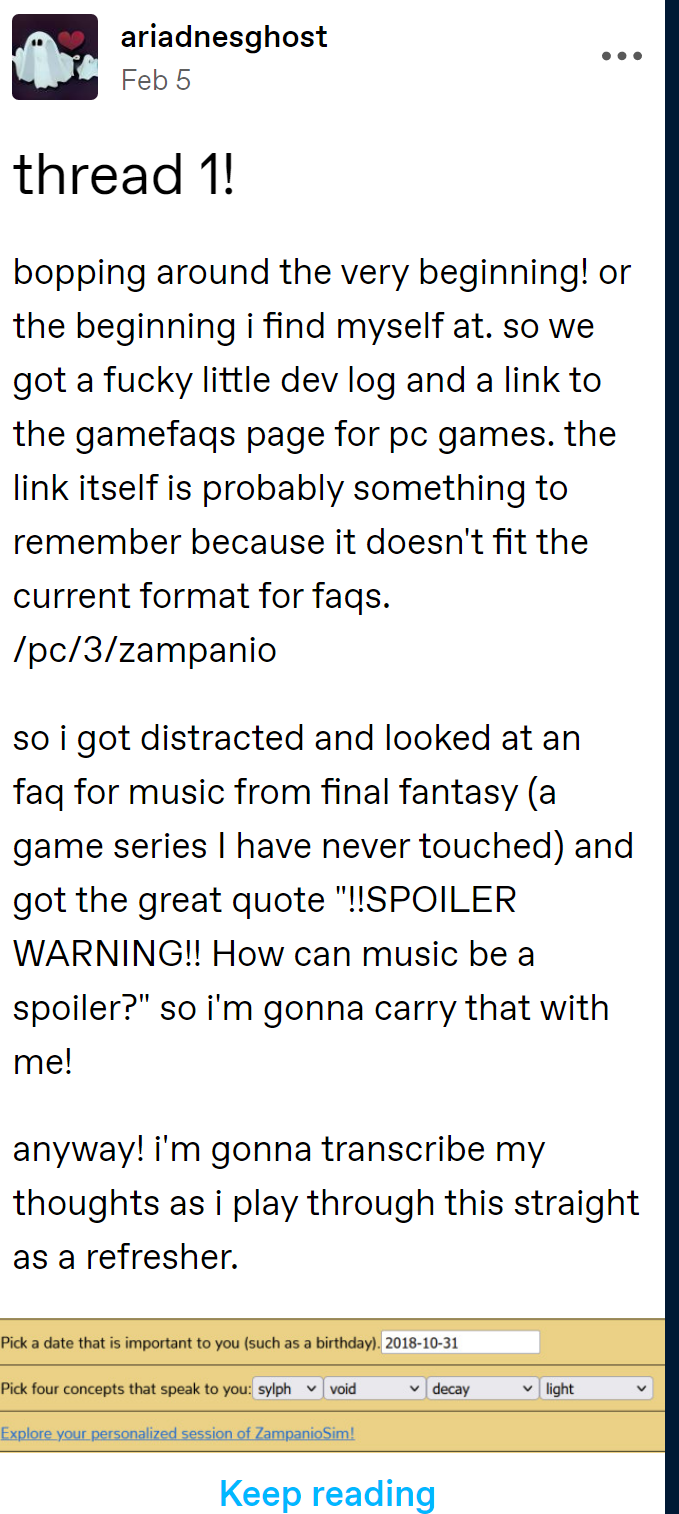 ariadnesghost
Feb 5
thread 1!
bopping around the very beginning! or
the beginning i find myself at. so we
got a fucky little dev log and a link to
the gamefaqs page for pc games. the
link itself is probably something to
remember because it doesn't fit the
current format for faqs.
/pc/3/zampanio
so i got distracted and looked at an
faq for music from final fantasy (a
game series I have never touched) and
got the great quote "!!SPOILER
WARNING!! How can music be a
spoiler?" so i'm gonna carry that with
me!
anyway! i'm gonna transcribe my
thoughts as i play through this straight
as a refresher.
Pick a date that is important to you (such as a birthday). 2018-10-31
Pick four concepts that speak to you: sylph void decay light
Explore your personalized session of ZampanioSim!
Keep reading